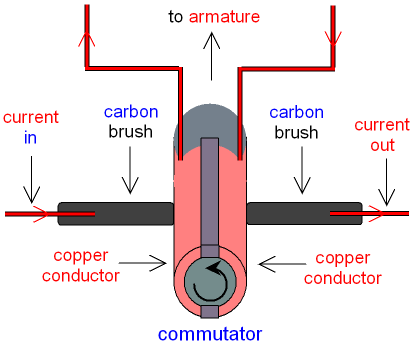 to armature
current
in
carbon
brush
carbon
brush
current
out
copper
conductor
copper
conductor
commutator